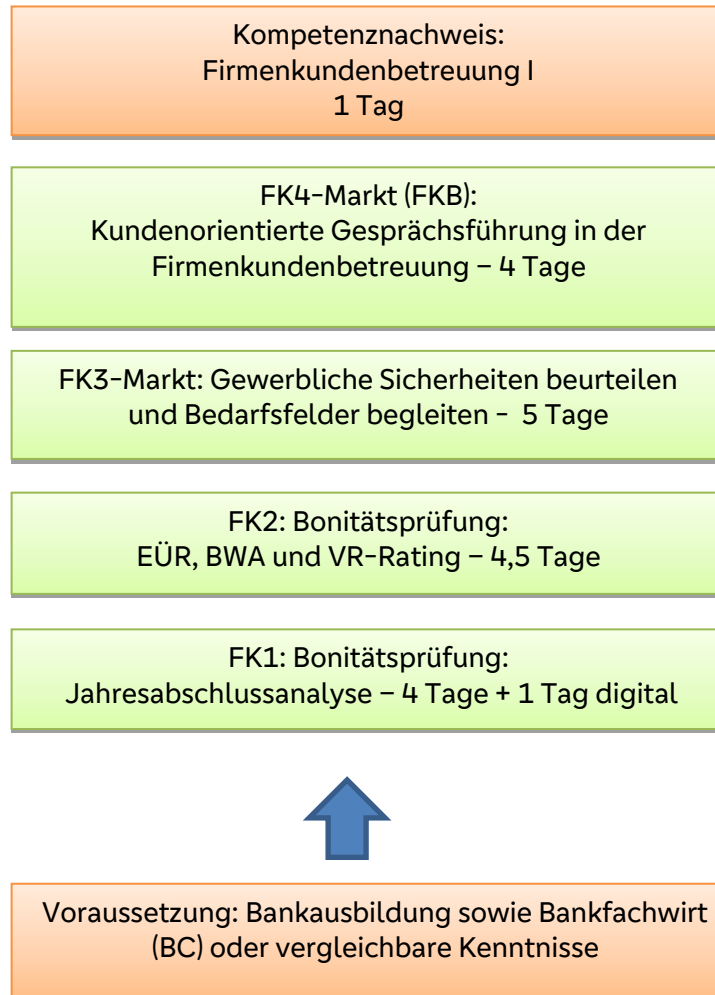 Kompetenznachweis:
Firmenkundenbetreuung I
1 Tag
FK4-Markt (FKB):
Kundenorientierte Gesprächsführung in der
Firmenkundenbetreuung – 4 Tage
FK3-Markt: Gewerbliche Sicherheiten beurteilen
und Bedarfsfelder begleiten - 5 Tage
FK2: Bonitätsprüfung:
EÜR, BWA und VR-Rating – 4,5 Tage
FK1: Bonitätsprüfung:
Jahresabschlussanalyse – 4 Tage + 1 Tag digital
Voraussetzung: Bankausbildung sowie Bankfachwirt
(BC) oder vergleichbare Kenntnisse